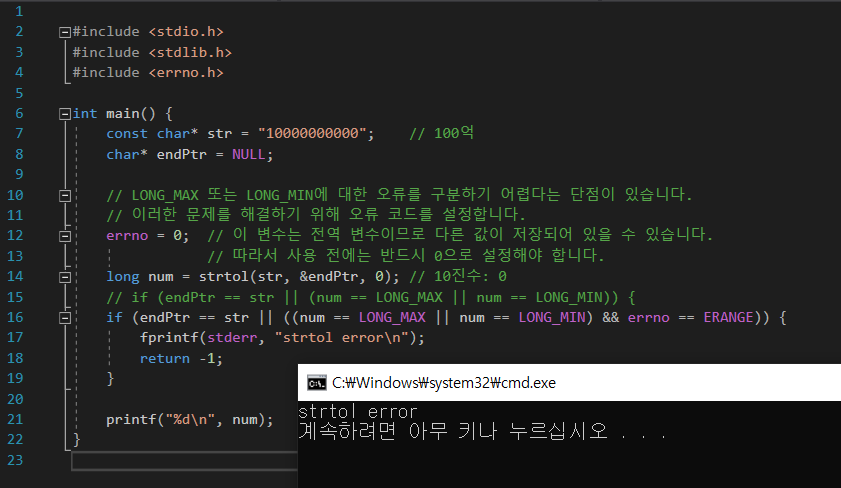 1
2 #include <stdio.h>
3 #include <stdlib.h>
4 #include <errno.h>
5
6 int main() {
7 const char* str = "10000000000"; // 100억
8 char* endPtr = NULL;
9
10 // LONG_MAX 또는 LONG_MIN에 대한 오류를 구분하기 어렵다는 단점이 있습니다.
11 // 이러한 문제를 해결하기 위해 오류 코드를 설정합니다.
12 errno = 0; // 이 변수는 전역 변수이므로 다른 값이 저장되어 있을 수 있습니다.
13 // 따라서 사용 전에는 반드시 0으로 설정해야 합니다.
14 long num = strtol(str, &endPtr, 0); // 10진수: 0
15 // if (endPtr == str || (num == LONG_MAX || num == LONG_MIN)) {
16 if (endPtr == str || ((num == LONG_MAX || num == LONG_MIN) && errno == ERANGE)) {
17 fprintf(stderr, "strtol error\n");
18 return -1;
19 }
20
21 printf("%d\n", num);
22 }
23
C:\Windows\system32\cmd.exe
strtol error
계속하려면 아무 키나 누르십시오 . . .